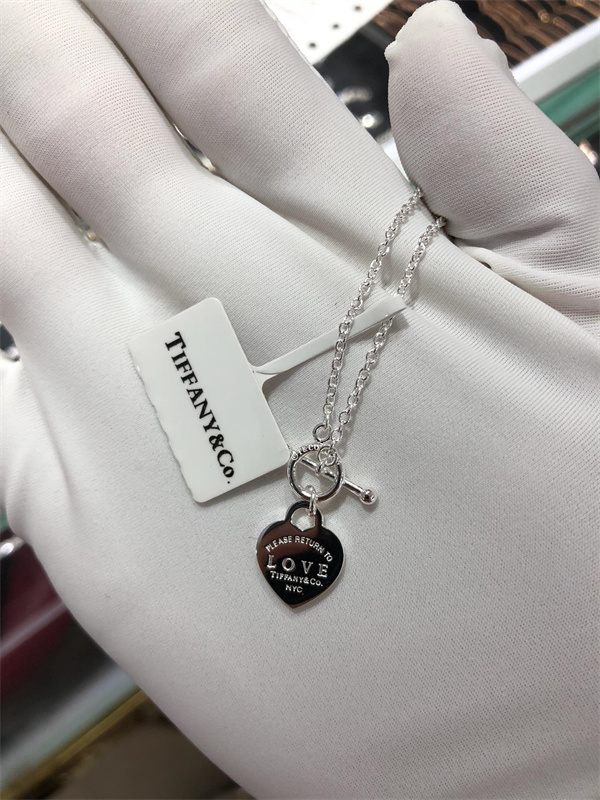 TIFFANY&Co.
PLEASE RETURN TO
LOVE
TIFFANY&CO.
NYC